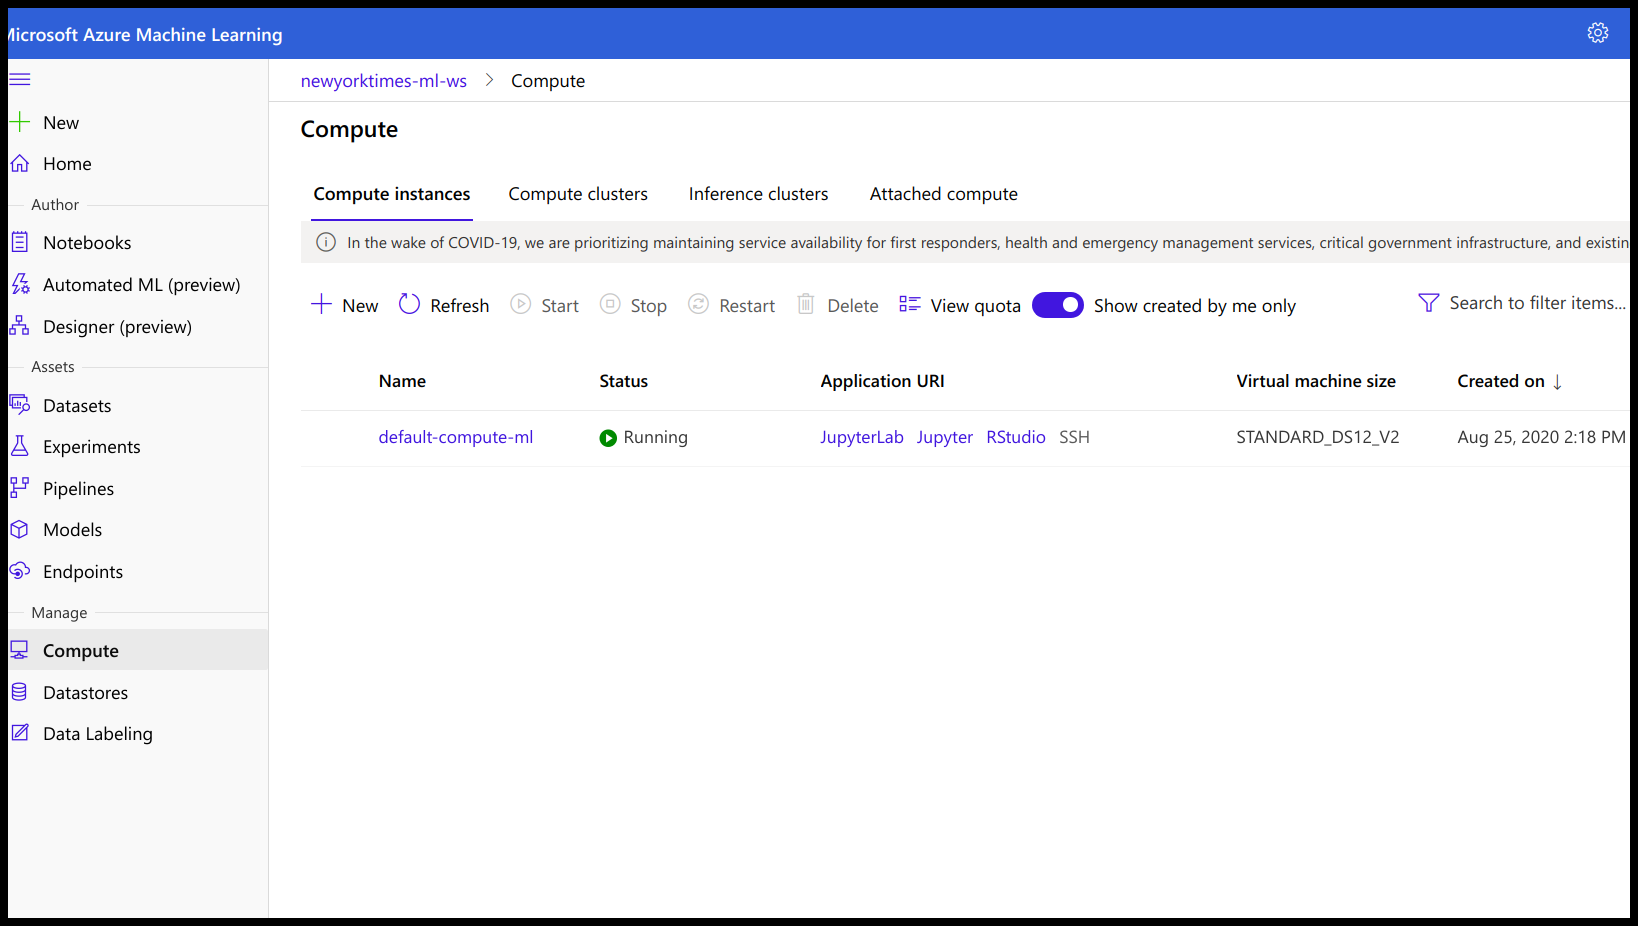 Microsoft Azure Machine Learning
newyorktimes-ml-ws > Compute
New
Home
Author
Notebooks
Automated ML (preview)
Designer (preview)
Assets
Datasets
Experiments
Pipelines
Models
Endpoints
Manage
Compute
Datastores
Data Labeling
Compute
Compute instances Compute clusters Inference clusters Attached compute
In the wake of COVID-19, we are prioritizing maintaining service availability for first responders, health and emergency management services, critical government infrastructure, and existin
New Refresh Start Stop Restart Delete View quota Show created by me only Search to filter items...
Name Status Application URI Virtual machine size Created on ↓
default-compute-ml Running JupyterLab Jupyter RStudio SSH STANDARD_DS12_V2 Aug 25, 2020 2:18 PM